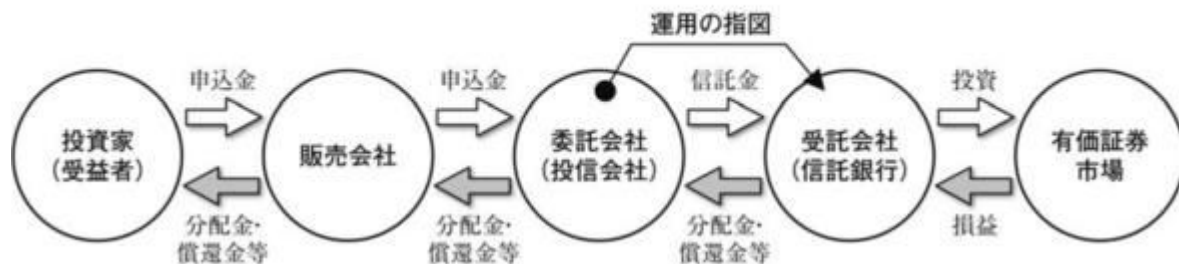 運用の指図
申込金
申込金
信託金
投資
投資家
(受益者)
販売会社
委託会社
(投信会社)
受託会社
(信託銀行)
有価証券
市場
分配金・
償還金等
分配金・
償還金等
分配金・
償還金等
損益